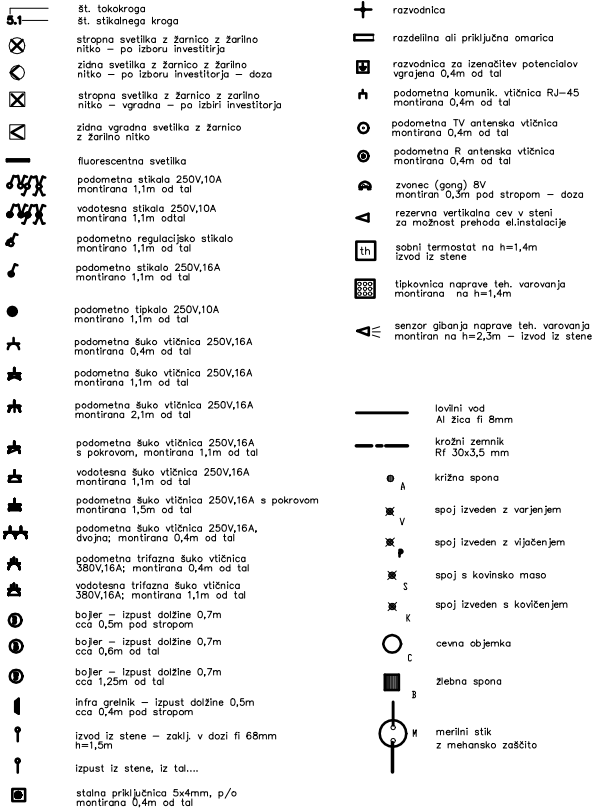 št. tokokroga
5.1
št. stikalnega kroga
stropna svetilka z žarnico z žarilno
nitko – po izboru investitirja
zidna svetilka z žarnico z žarilno
nitko – po izboru investitorja – doza
stropna svetilka z žarnico z zarilno
nitko – vgradna – po izbiri investitorja
zidna vgradna svetilka z žarnico
z žarilno nitko
fluorescentna svetilka
podometna stikala 250V,10A
montirana 1,1m od tal
vodotesna stikala 250V,10A
montirana 1,1m odtal
podometno regulacijsko stikalo
montirano 1,1m od tal
podometno stikalo 250V,16A
montirano 1,1m od tal
podometno tipkalo 250V,10A
montirano 1,1m od tal
podometna šuko vtičnica 250V,16A
montirana 0,4m od tal
podometna šuko vtičnica 250V,16A
montirana 1,1m od tal
podometna šuko vtičnica 250V,16A
montirana 2,1m od tal
podometna šuko vtičnica 250V,16A
s pokrovom, montirana 1,1m od tal
vodotesna šuko vtičnica 250V,16A
montirana 1,1m od tal
podometna šuko vtičnica 250V,16A s pokrovom
montirana 1,5m od tal
podometna šuko vtičnica 250V,16A,
dvojna; montirana 0,4m od tal
podometna trifazna šuko vtičnica
380V,16A; montirana 0,4m od tal
vodotesna trifazna šuko vtičnica
380V,16A; montirana 1,1m od tal
bojler – izpust dolžine 0,7m
cca 0,5m pod stropom
bojler – izpust dolžine 0,7m
cca 0,6m od tal
bojler – izpust dolžine 0,7m
cca 1,25m od tal
infra grelnik – izpust dolžine 0,5m
cca 0,4m pod stropom
izvod iz stene – zaklj. v dozi fi 68mm
h=1,5m
izpust iz stene, iz tal....
stalna priključnica 5x4mm, p/o
montirana 0,4m od tal
razvodnica
razdelilna ali priključna omarica
razvodnica za izenačitev potencialov
vgrajena 0,4m od tal
podometna komunik. vtičnica RJ–45
montirana 0,4m od tal
podometna TV antenska vtičnica
montirana 0,4m od tal
podometna R antenska vtičnica
montirana 0,4m od tal
zvonec (gong) 8V
montiran 0,3m pod stropom – doza
rezervna vertikalna cev v steni
za možnost prehoda el.instalacije
th
sobni termostat na h=1,4m
izvod iz stene
tipkovnica naprave teh. varovanja
montirana na h=1,4m
senzor gibanja naprave teh. varovanja
montiran na h=2,3m – izvod iz stene
lovilni vod
Al žica fi 8mm
krožni zemnik
Rf 30x3,5 mm
A
križna spona
V
spoj izveden z varjenjem
P
spoj izveden z vijačenjem
S
spoj s kovinsko maso
K
spoj izveden s kovičenjem
C
cevna objemka
B
žlebna spona
M
merilni stik
z mehansko zaščito